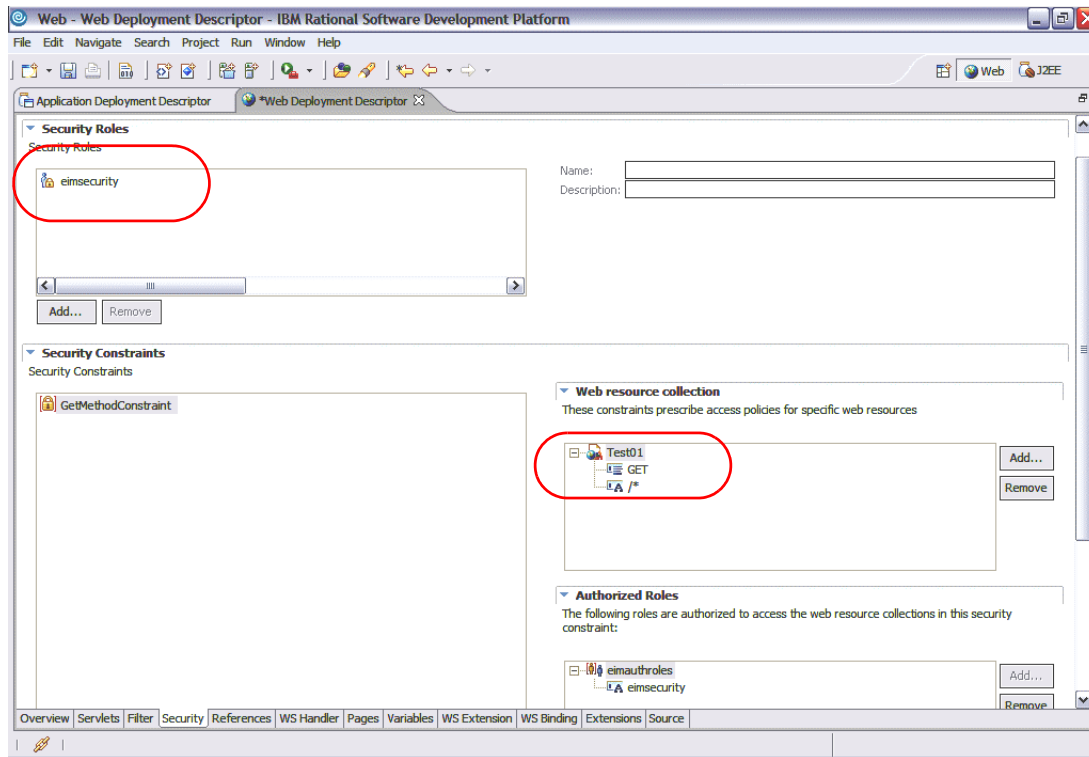 Web - Web Deployment Descriptor - IBM Rational Software Development Platform
File Edit Navigate Search Project Run Window Help
Web J2EE
Application Deployment Descriptor *Web Deployment Descriptor
Security Roles
Security Roles
eimsecurity
Name:
Description:
Add... Remove
Security Constraints
Security Constraints
GetMethodConstraint
Web resource collection
These constraints prescribe access policies for specific web resources
Test01
GET
/*
Add...
Remove
Authorized Roles
The following roles are authorized to access the web resource collections in this security
constraint:
eimauthroles
eimsecurity
Add...
Remove
Overview Servlets Filter Security References WS Handler Pages Variables WS Extension WS Binding Extensions Source